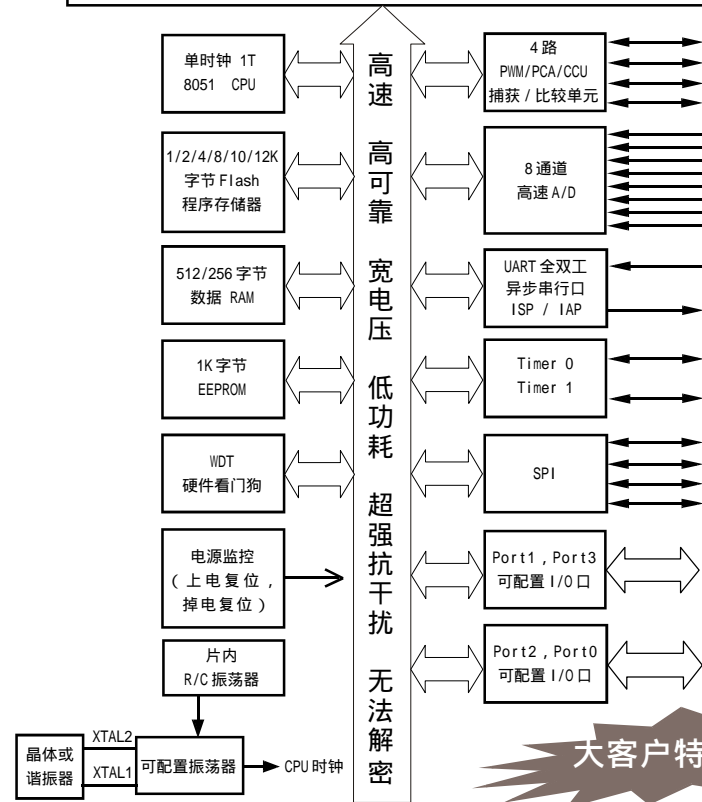 单时钟 1T
8051 CPU
1/2/4/8/10/12K
字节 Flash
程序存储器
512/256 字节
数据 RAM
1K 字节
EEPROM
WDT
硬件看门狗
电源监控
(上电复位,
掉电复位)
片内
R/C 振荡器
晶体或
谐振器
XTAL2
XTAL1
可配置振荡器
CPU 时钟
高速 高可靠 宽电压 低功耗 超强抗干扰 无法解密
4 路
PWM/PCA/CCU
捕获 / 比较单元
8 通道
高速 A/D
UART 全双工
异步串行口
ISP / IAP
Timer 0
Timer 1
SPI
Port1 , Port3
可配置 I/O 口
Port2 , Port0
可配置 I/O 口
大客户特